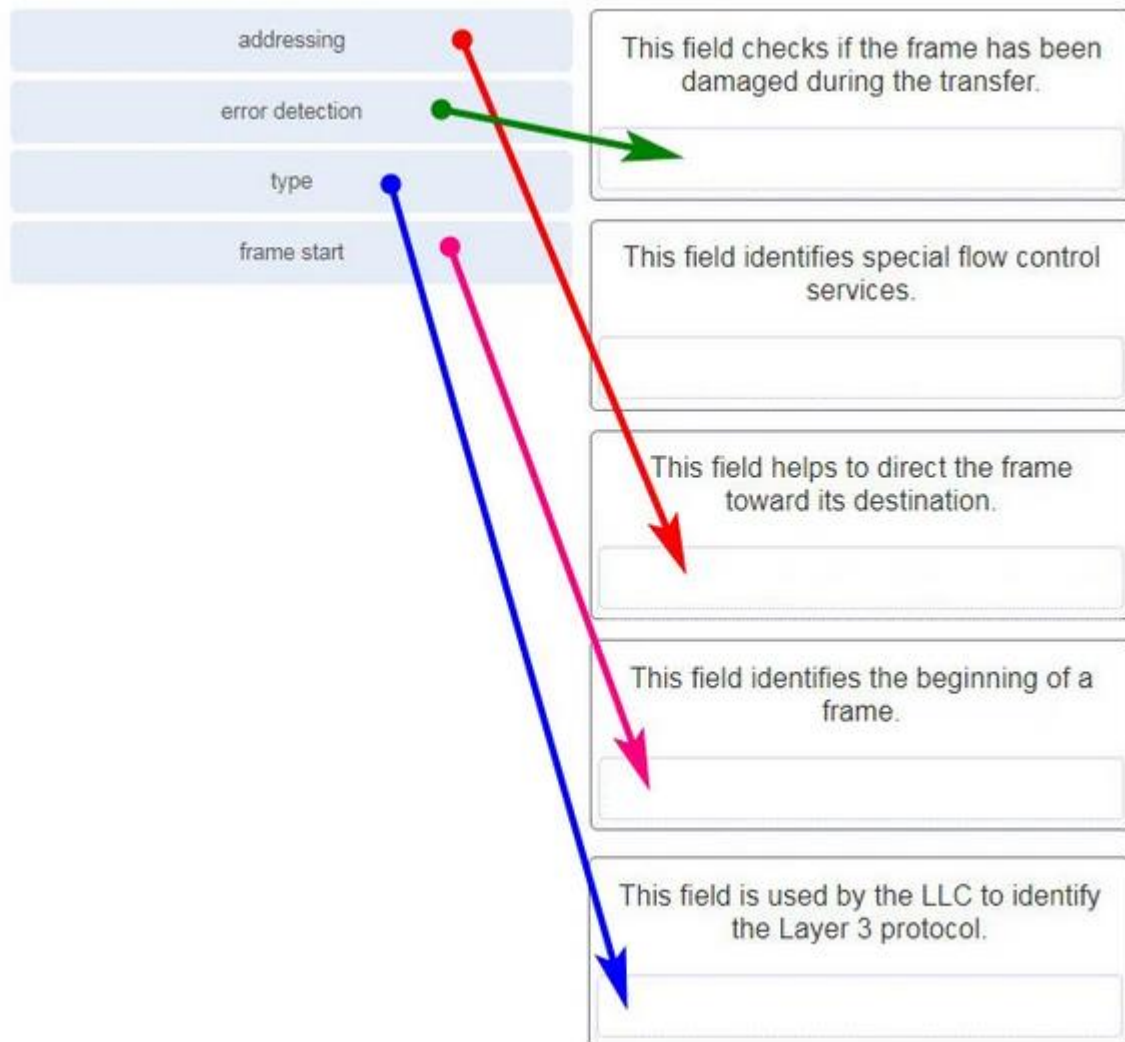 addressing
error detection
type
frame start
This field checks if the frame has been
damaged during the transfer.
This field identifies special flow control
services.
This field helps to direct the frame
toward its destination.
This field identifies the beginning of a
frame.
This field is used by the LLC to identify
the Layer 3 protocol.